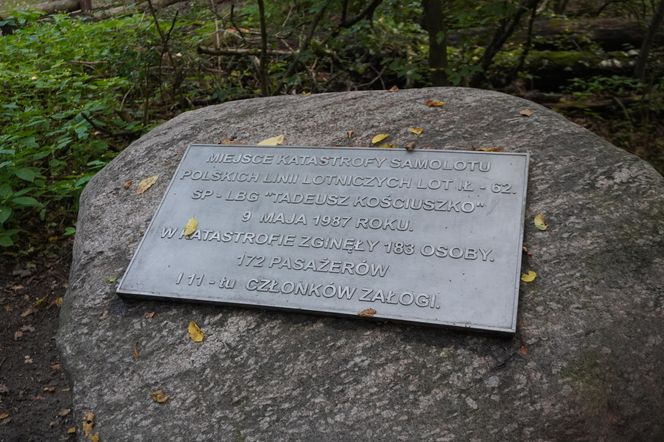 MIEJSCE KATASTROFY SAMOLOTU
POLSKICH LINII LOTNICZYCH LOT IŁ - 62.
SP - LBG "TADEUSZ KOŚCIUSZKO"
9 MAJA 1987 ROKU.
W KATASTROFIE ZGINĘŁY 183 OSOBY.
172 PASAŻERÓW
I 11 - tu CZŁONKÓW ZAŁOGI.